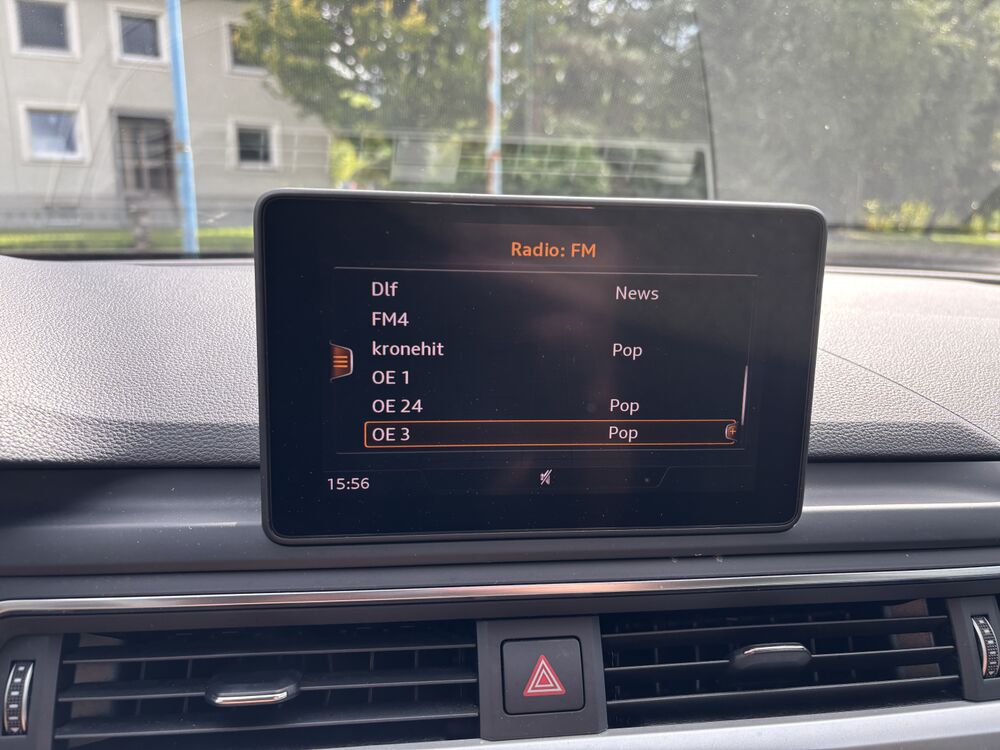 Radio: FM
Dlf News
FM4
kronehit Pop
OE 1
OE 24 Pop
OE 3 Pop
15:56